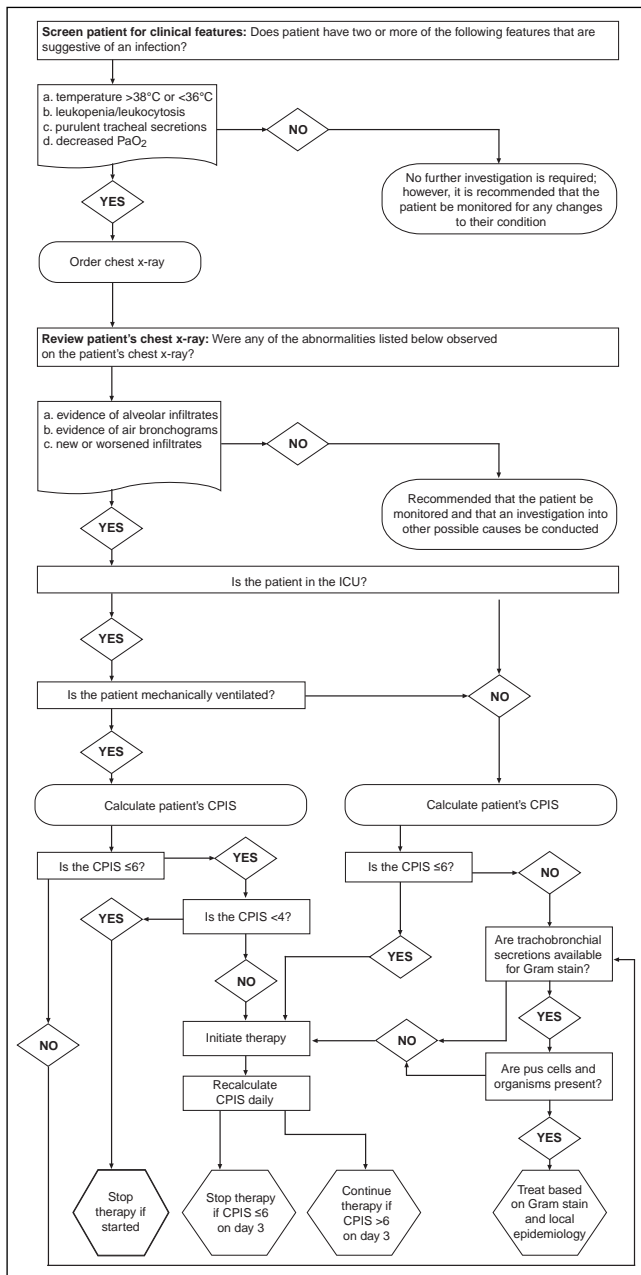 Screen patient for clinical features: Does patient have two or more of the following features that are
suggestive of an infection?
a. temperature >38°C or <36°C
b. leukopenia/leukocytosis
c. purulent tracheal secretions
d. decreased PaO2
NO
No further investigation is required;
however, it is recommended that the
patient be monitored for any changes
to their condition
YES
Order chest x-ray
Review patient's chest x-ray: Were any of the abnormalities listed below observed
on the patient's chest x-ray?
a. evidence of alveolar infiltrates
b. evidence of air bronchograms
c. new or worsened infiltrates
NO
Recommended that the patient be
monitored and that an investigation into
other possible causes be conducted
YES
Is the patient in the ICU?
YES
Is the patient mechanically ventilated?
NO
YES
Calculate patient's CPIS
Calculate patient's CPIS
Is the CPIS ≤6?
YES
Is the CPIS ≤6?
NO
YES
Is the CPIS <4?
Are trachobronchial
secretions available
for Gram stain?
YES
NO
YES
NO
Initiate therapy
NO
Are pus cells and
organisms present?
Recalculate
CPIS daily
YES
Stop
therapy if
started
Stop therapy
if CPIS ≤6
on day 3
Continue
therapy if
CPIS >6
on day 3
Treat based
on Gram stain
and local
epidemiology